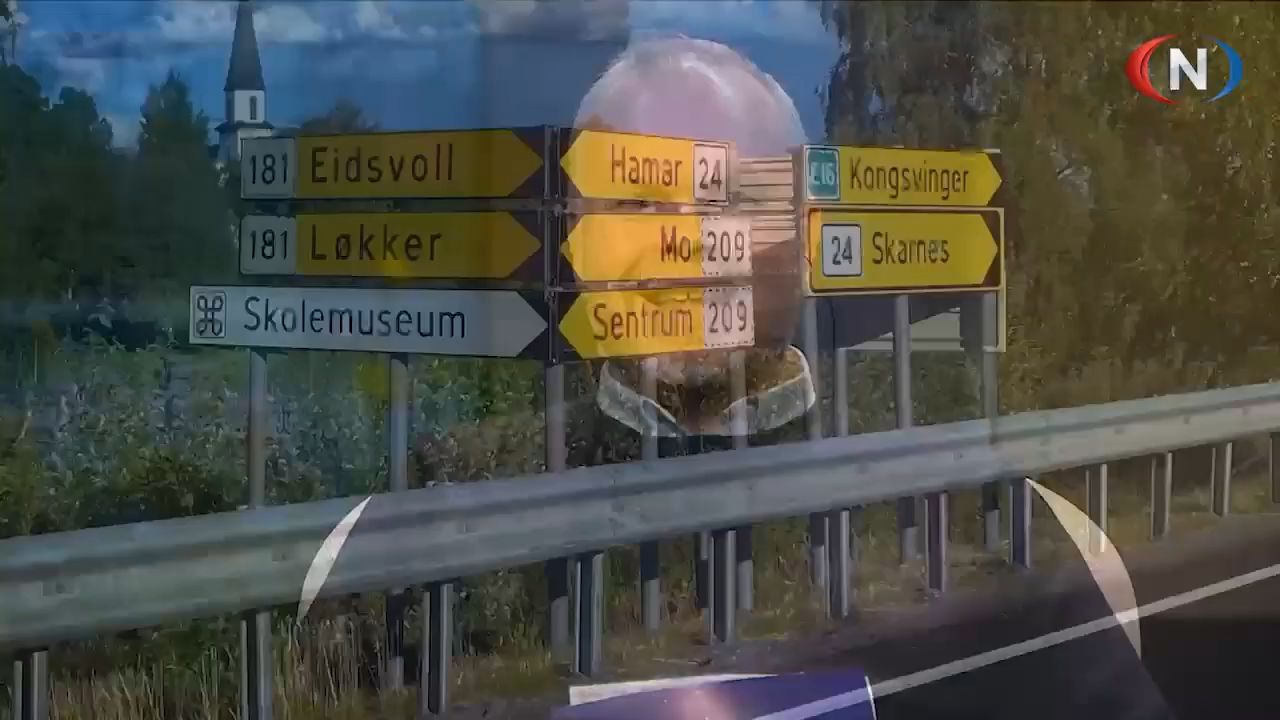 N
181 Eidsvoll
181 Løkker
⌘ Skolemuseum
Hamar 24
Mo 209
Sentrum 209
E16 Kongsvinger
24 Skarnes